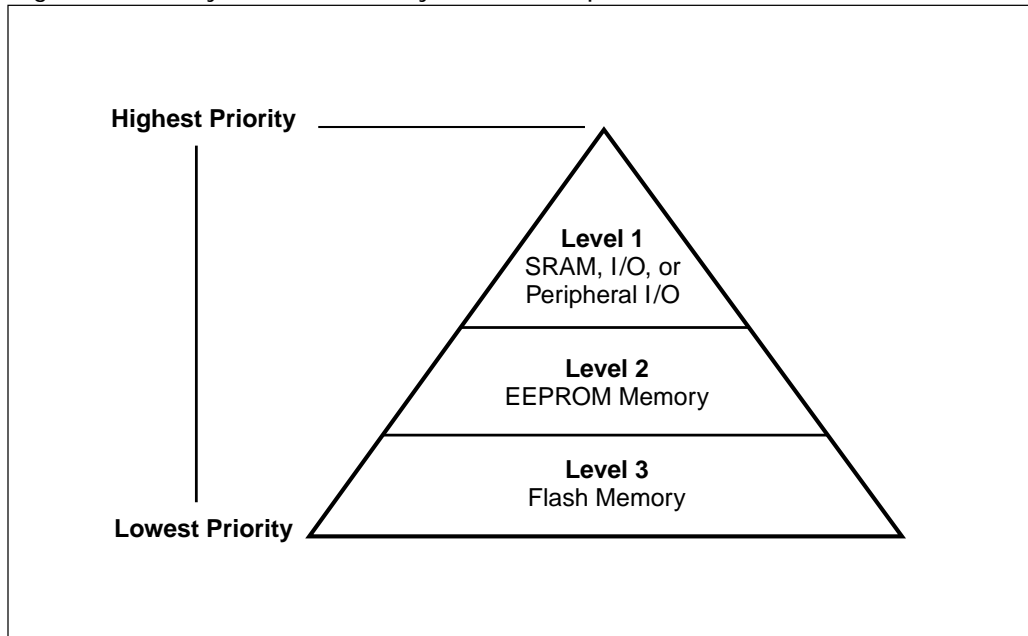 Highest Priority
Level 1
SRAM, I/O, or
Peripheral I/O
Level 2
EEPROM Memory
Level 3
Flash Memory
Lowest Priority